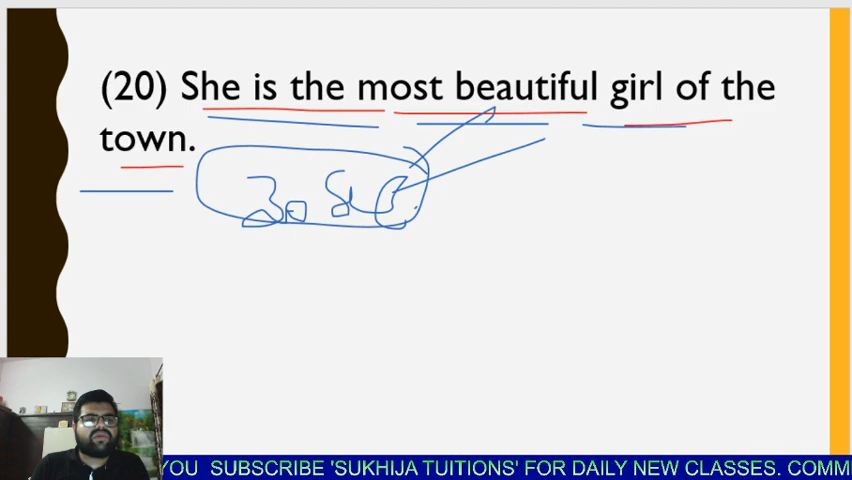 (20) She is the most beautiful girl of the
town.
YOU SUBSCRIBE 'SUKHIJA TUITIONS' FOR DAILY NEW CLASSES. COMM